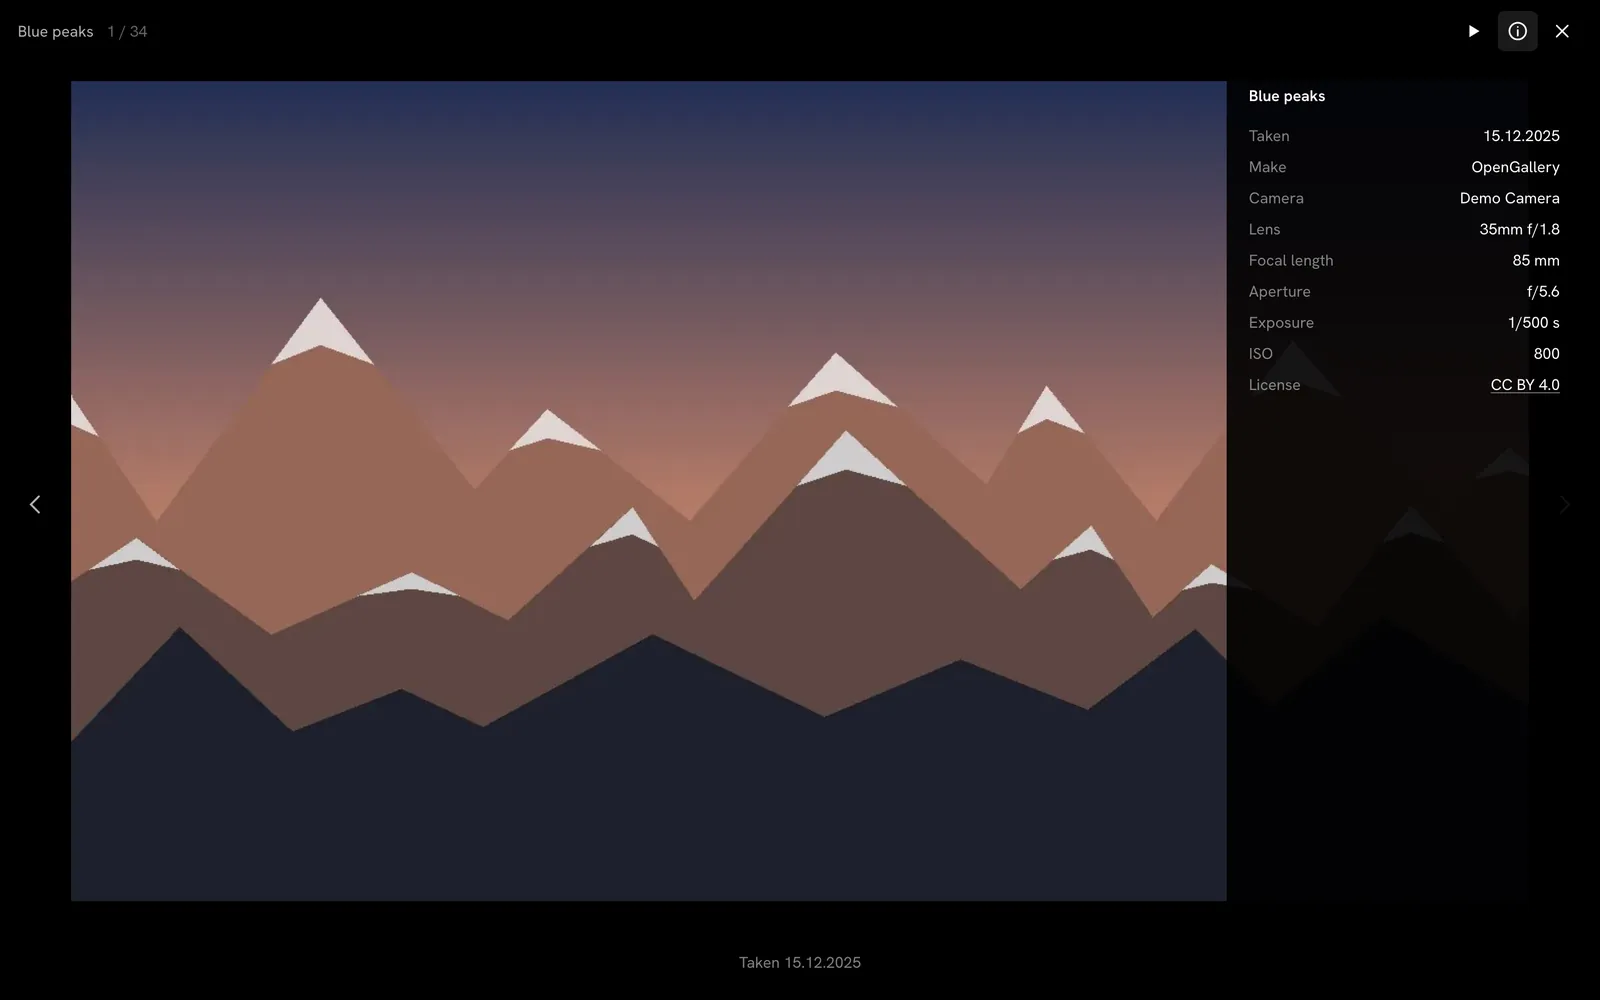 Blue peaks 1 / 34
Blue peaks
Taken 15.12.2025
Make OpenGallery
Camera Demo Camera
Lens 35mm f/1.8
Focal length 85 mm
Aperture f/5.6
Exposure 1/500 s
ISO 800
License CC BY 4.0
Taken 15.12.2025